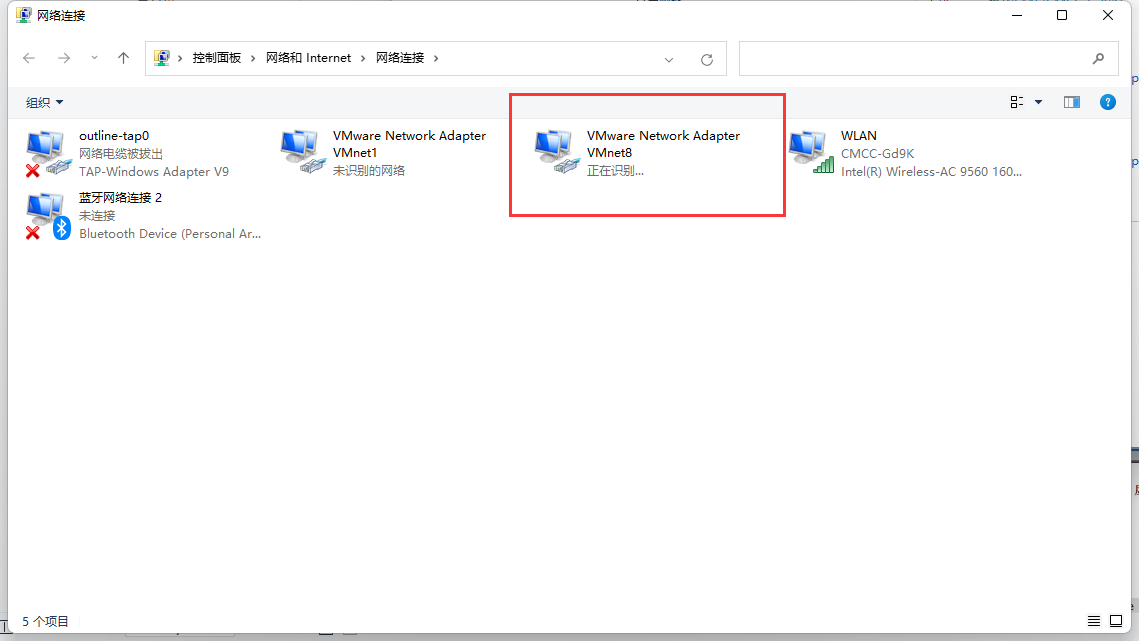 网络连接
控制面板 网络和 Internet 网络连接
组织
outline-tap0
网络电缆被拔出
TAP-Windows Adapter V9
VMware Network Adapter
VMnet1
未识别的网络
VMware Network Adapter
VMnet8
正在识别...
WLAN
CMCC-Gd9K
Intel(R) Wireless-AC 9560 160...
蓝牙网络连接 2
未连接
Bluetooth Device (Personal Ar...
5 个项目